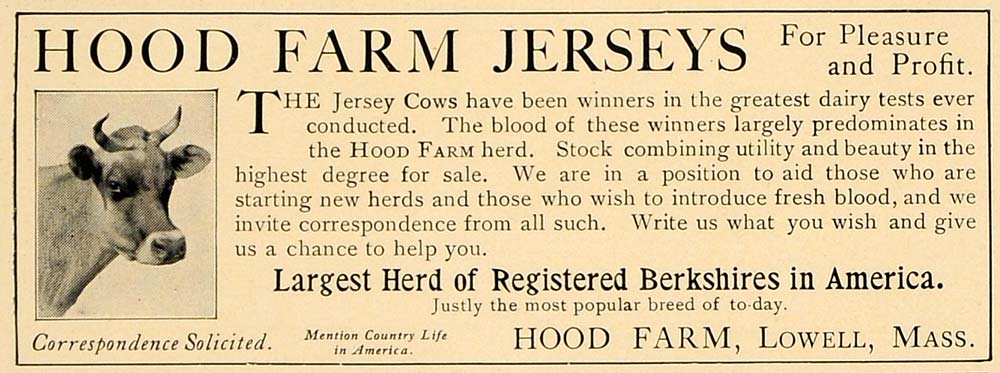 HOOD FARM JERSEYS
For Pleasure
and Profit.
THE Jersey Cows have been winners in the greatest dairy tests ever
conducted. The blood of these winners largely predominates in
the HOOD FARM herd. Stock combining utility and beauty in the
highest degree for sale. We are in a position to aid those who are
starting new herds and those who wish to introduce fresh blood, and we
invite correspondence from all such. Write us what you wish and give
us a chance to help you.
Largest Herd of Registered Berkshires in America.
Justly the most popular breed of to-day.
Correspondence Solicited.
Mention Country Life
in America.
HOOD FARM, LOWELL, MASS.